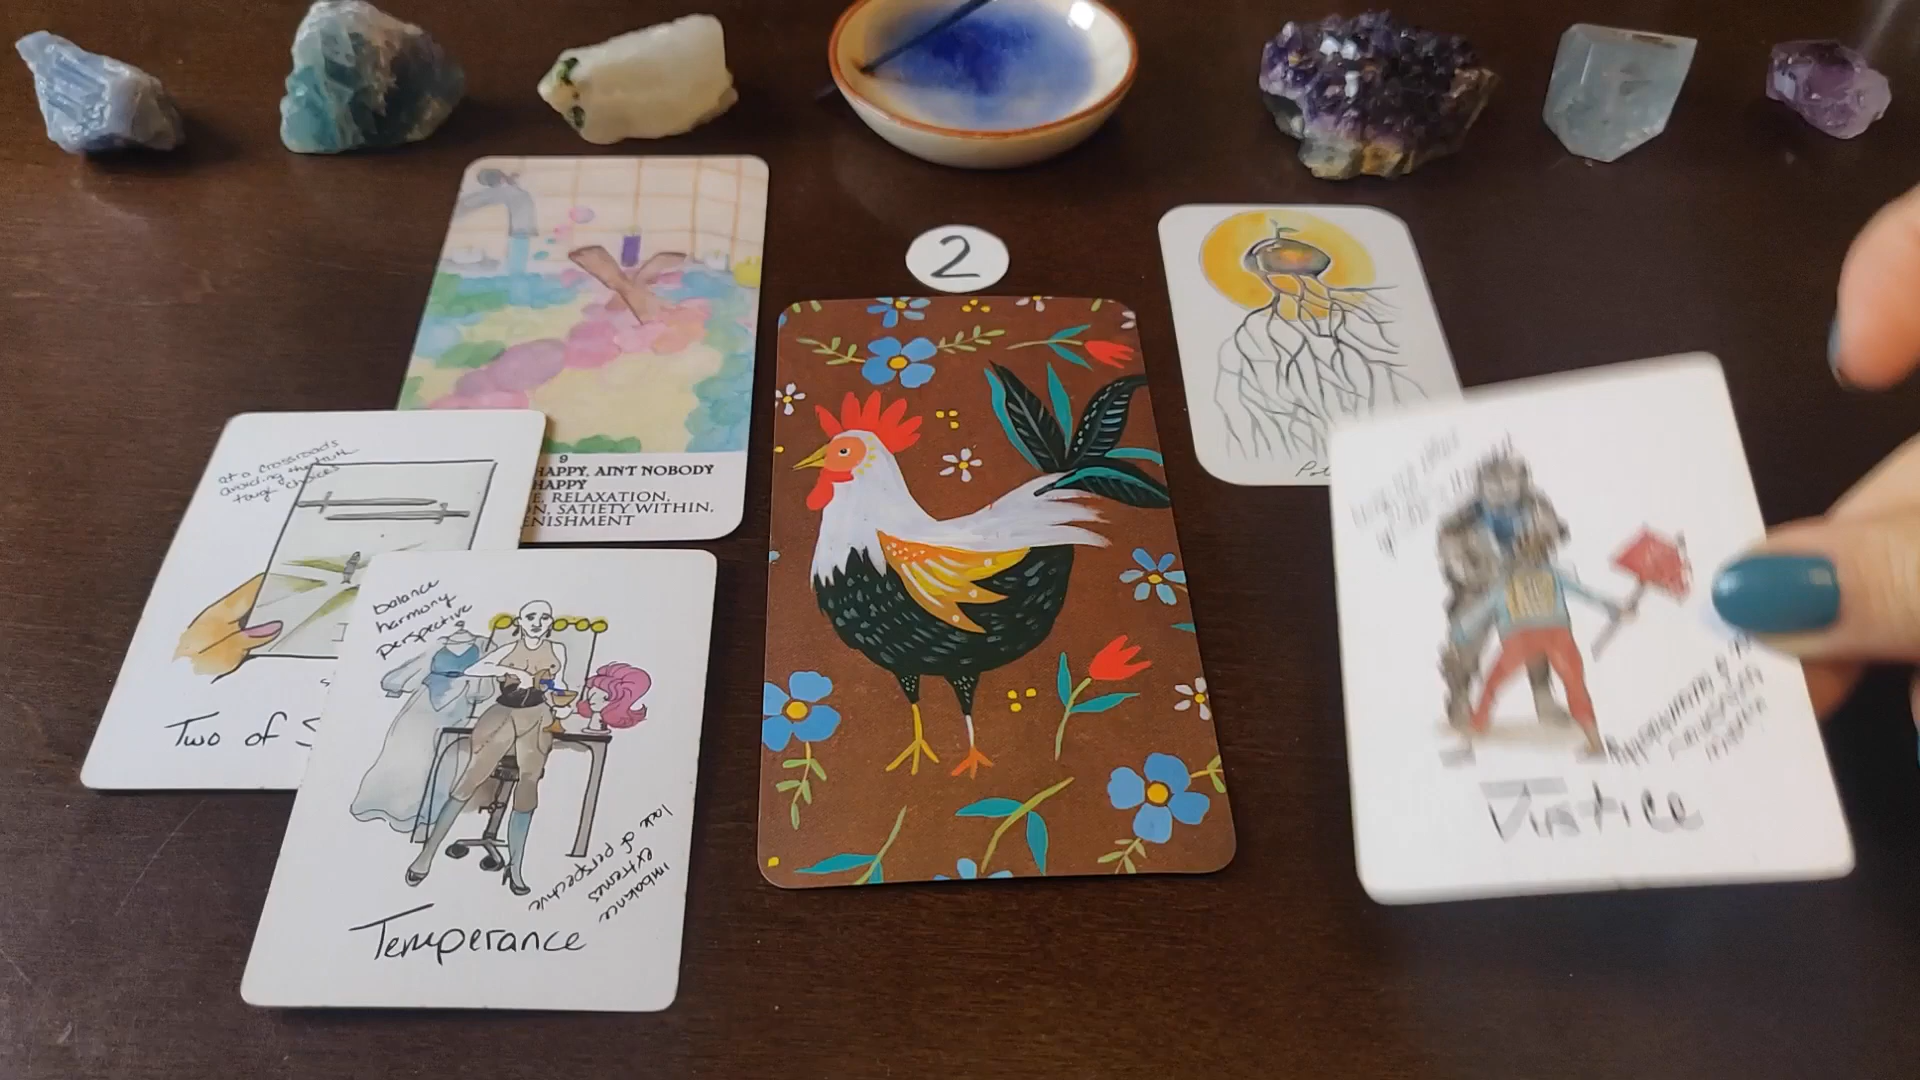 2
9
HAPPY, AIN'T NOBODY
HAPPY
E, RELAXATION,
N, SATIETY WITHIN,
ENISHMENT
at a crossroads
avoiding the truth
tough choices
Two of S
balance
harmony
perspective
imbalance
extremes
lack of perspective
Temperance
Pol
Justice